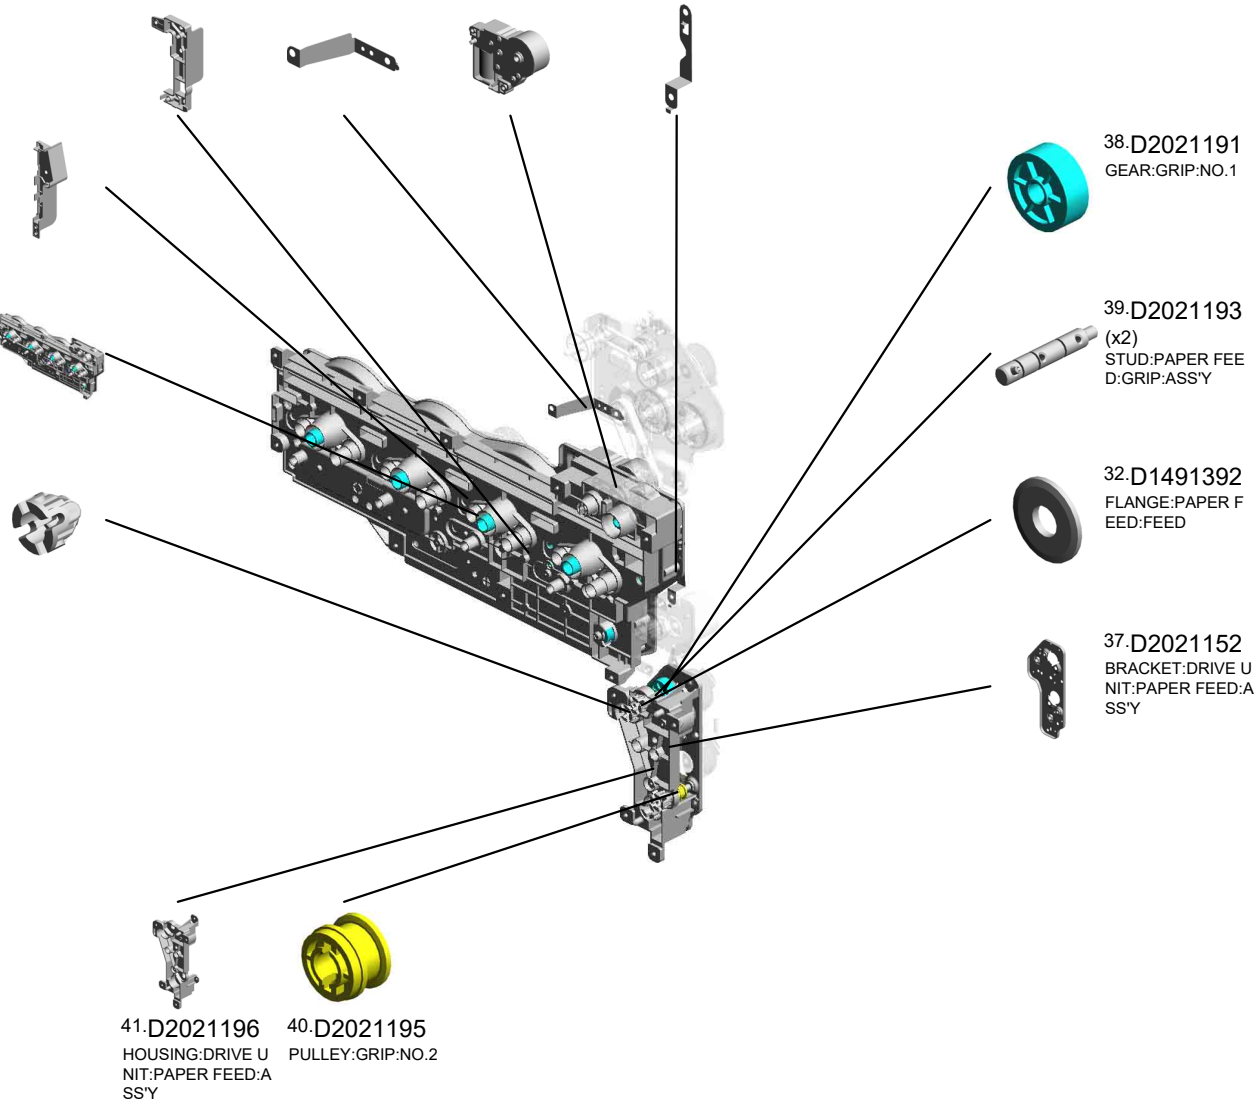 38.D2021191
GEAR:GRIP:NO.1
39.D2021193
(x2)
STUD:PAPER FEE
D:GRIP:ASS'Y
32.D1491392
FLANGE:PAPER F
EED:FEED
37.D2021152
BRACKET:DRIVE U
NIT:PAPER FEED:A
SS'Y
41.D2021196
HOUSING:DRIVE U
NIT:PAPER FEED:A
SS'Y
40.D2021195
PULLEY:GRIP:NO.2